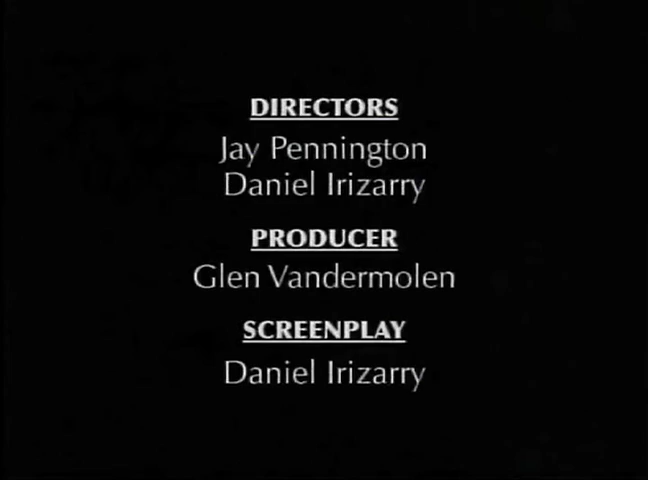 DIRECTORS
Jay Pennington
Daniel Irizarry
PRODUCER
Glen Vandermolen
SCREENPLAY
Daniel Irizarry